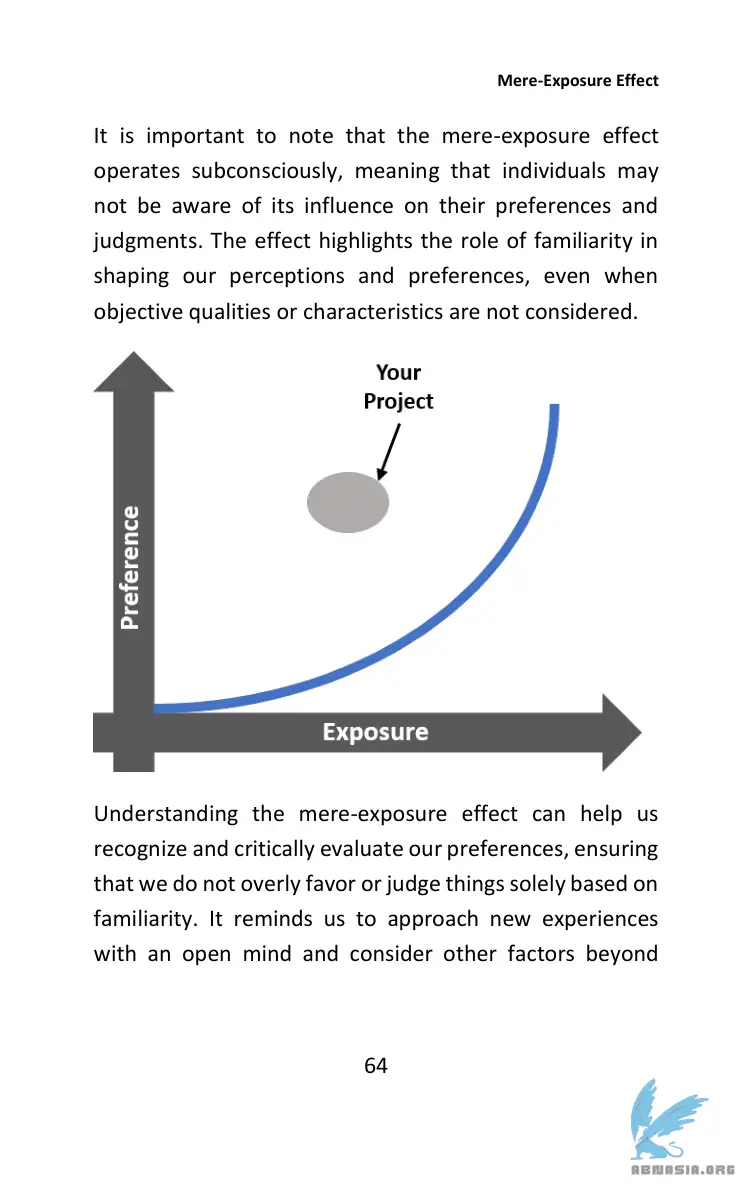 Mere-Exposure Effect
It is important to note that the mere-exposure effect
operates subconsciously, meaning that individuals may
not be aware of its influence on their preferences and
judgments. The effect highlights the role of familiarity in
shaping our perceptions and preferences, even when
objective qualities or characteristics are not considered.
Your
Project
Preference
Exposure
Understanding the mere-exposure effect can help us
recognize and critically evaluate our preferences, ensuring
that we do not overly favor or judge things solely based on
familiarity. It reminds us to approach new experiences
with an open mind and consider other factors beyond
64
ABNASIA.ORG